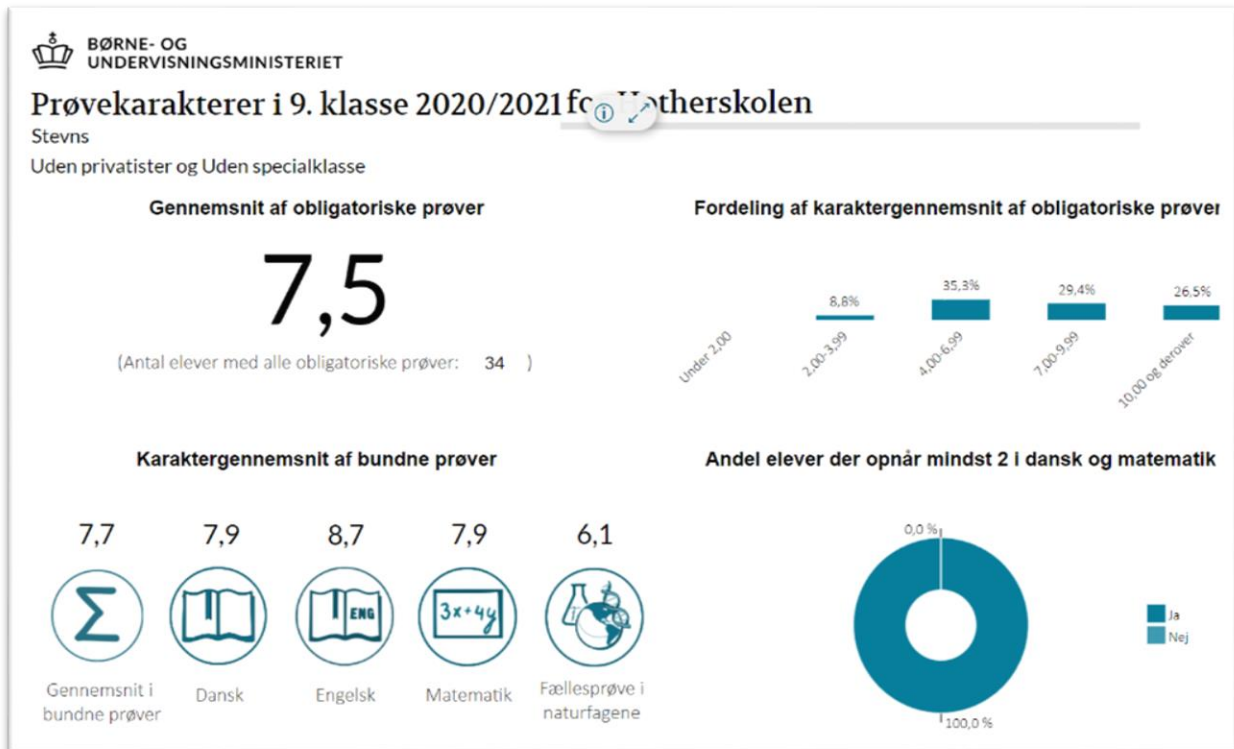 BØRNE- OG
UNDERVISNINGSMINISTERIET
Prøvekarakterer i 9. klasse 2020/2021 for Hotherskolen
Stevns
Uden privatister og Uden specialklasse
Gennemsnit af obligatoriske prøver
7,5
(Antal elever med alle obligatoriske prøver: 34 )
Fordeling af karaktergennemsnit af obligatoriske prøver
8,8%
35,3%
29,4%
26,5%
Under 2,00
2,00-3,99
4,00-6,99
7,00-9,99
10,00 og derover
Karaktergennemsnit af bundne prøver
7,7
7,9
8,7
7,9
6,1
Σ
ENG
3x+4y
Gennemsnit i
bundne prøver
Dansk
Engelsk
Matematik
Fællesprøve i
naturfagene
Andel elever der opnår mindst 2 i dansk og matematik
0,0 %
100,0 %
Ja
Nej